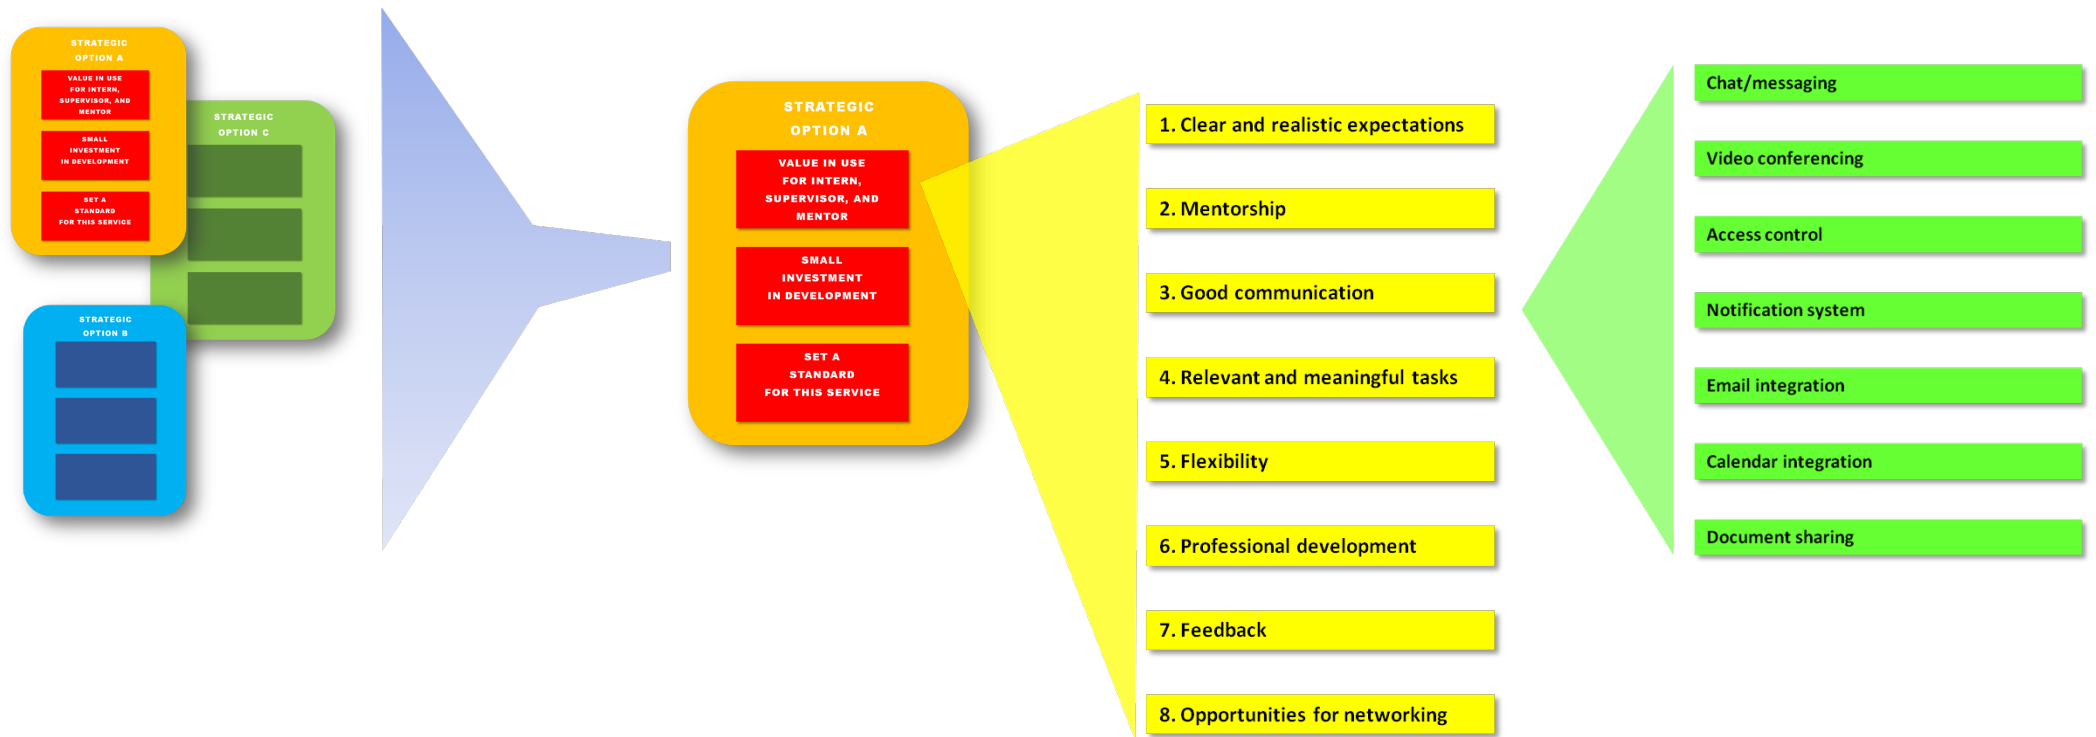 STRATEGIC
OPTION A
VALUE IN USE
FOR INTERN,
SUPERVISOR, AND
MENTOR
SMALL
INVESTMENT
IN DEVELOPMENT
SET A
STANDARD
FOR THIS SERVICE
STRATEGIC
OPTION C
STRATEGIC
OPTION B
STRATEGIC
OPTION A
VALUE IN USE
FOR INTERN,
SUPERVISOR, AND
MENTOR
SMALL
INVESTMENT
IN DEVELOPMENT
SET A
STANDARD
FOR THIS SERVICE
1. Clear and realistic expectations
2. Mentorship
3. Good communication
4. Relevant and meaningful tasks
5. Flexibility
6. Professional development
7. Feedback
8. Opportunities for networking
Chat/messaging
Video conferencing
Access control
Notification system
Email integration
Calendar integration
Document sharing